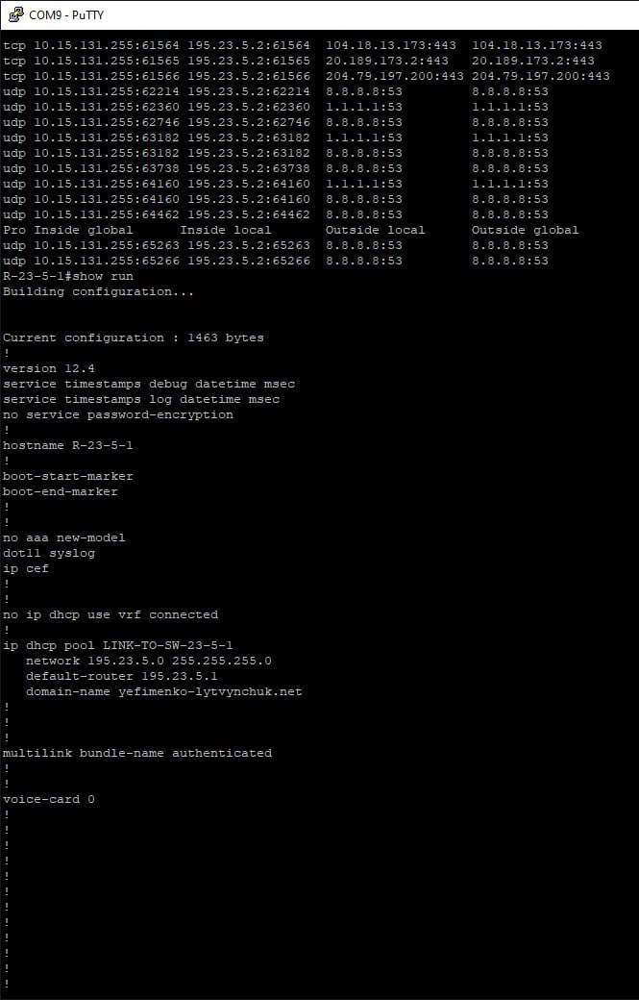 COM9 - PuTTY
tcp 10.15.131.255:61564 195.23.5.2:61564  104.18.13.173:443  104.18.13.173:443
tcp 10.15.131.255:61565 195.23.5.2:61565  20.189.173.2:443   20.189.173.2:443
tcp 10.15.131.255:61566 195.23.5.2:61566  204.79.197.200:443 204.79.197.200:443
udp 10.15.131.255:62214 195.23.5.2:62214  8.8.8.8:53         8.8.8.8:53
udp 10.15.131.255:62360 195.23.5.2:62360  1.1.1.1:53         1.1.1.1:53
udp 10.15.131.255:62746 195.23.5.2:62746  8.8.8.8:53         8.8.8.8:53
udp 10.15.131.255:63182 195.23.5.2:63182  1.1.1.1:53         1.1.1.1:53
udp 10.15.131.255:63182 195.23.5.2:63182  8.8.8.8:53         8.8.8.8:53
udp 10.15.131.255:63738 195.23.5.2:63738  8.8.8.8:53         8.8.8.8:53
udp 10.15.131.255:64160 195.23.5.2:64160  1.1.1.1:53         1.1.1.1:53
udp 10.15.131.255:64160 195.23.5.2:64160  8.8.8.8:53         8.8.8.8:53
udp 10.15.131.255:64462 195.23.5.2:64462  8.8.8.8:53         8.8.8.8:53
Pro Inside global      Inside local       Outside local      Outside global
udp 10.15.131.255:65263 195.23.5.2:65263  8.8.8.8:53         8.8.8.8:53
udp 10.15.131.255:65266 195.23.5.2:65266  8.8.8.8:53         8.8.8.8:53
R-23-5-1#show run
Building configuration...
Current configuration : 1463 bytes
!
version 12.4
service timestamps debug datetime msec
service timestamps log datetime msec
no service password-encryption
!
hostname R-23-5-1
!
boot-start-marker
boot-end-marker
!
!
no aaa new-model
dot11 syslog
ip cef
!
!
no ip dhcp use vrf connected
!
ip dhcp pool LINK-TO-SW-23-5-1
   network 195.23.5.0 255.255.255.0
   default-router 195.23.5.1
   domain-name yefimenko-lytvynchuk.net
!
!
!
multilink bundle-name authenticated
!
!
voice-card 0
!
!
!
!
!
!
!
!
!
!
!
!